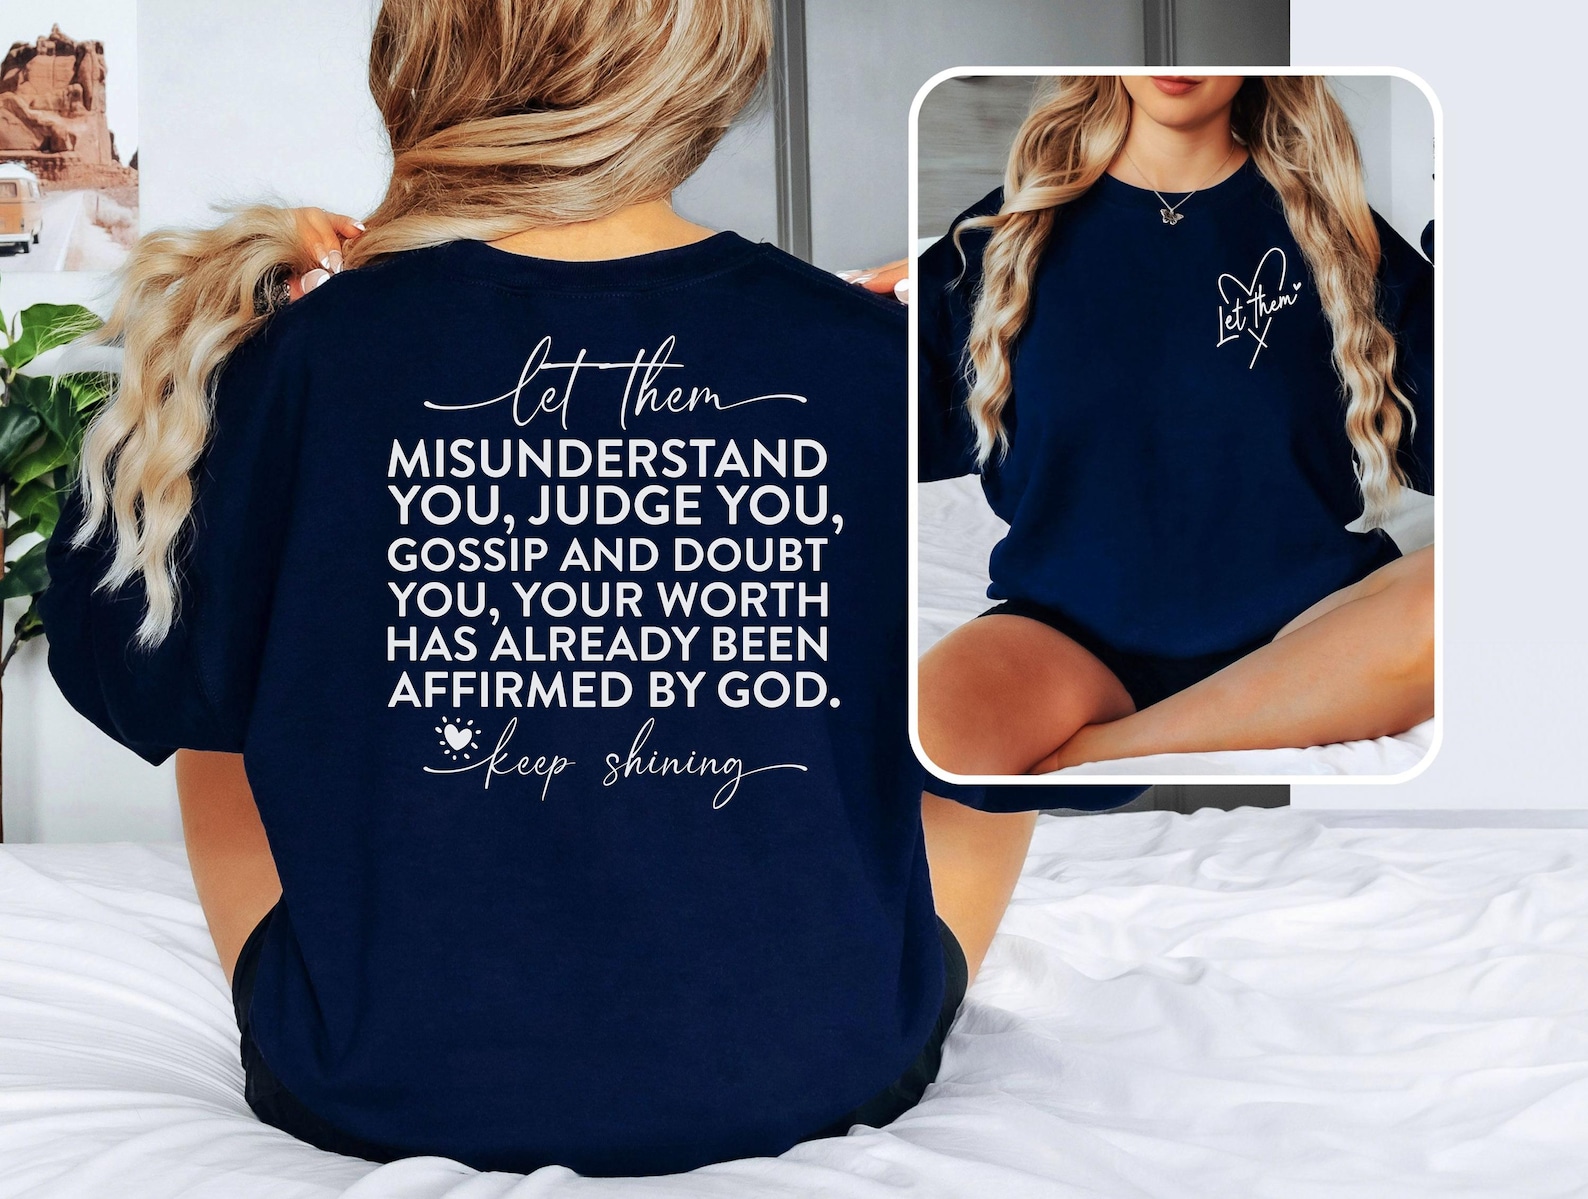 let them
MISUNDERSTAND
YOU, JUDGE YOU,
GOSSIP AND DOUBT
YOU, YOUR WORTH
HAS ALREADY BEEN
AFFIRMED BY GOD.
keep shining
Let Them